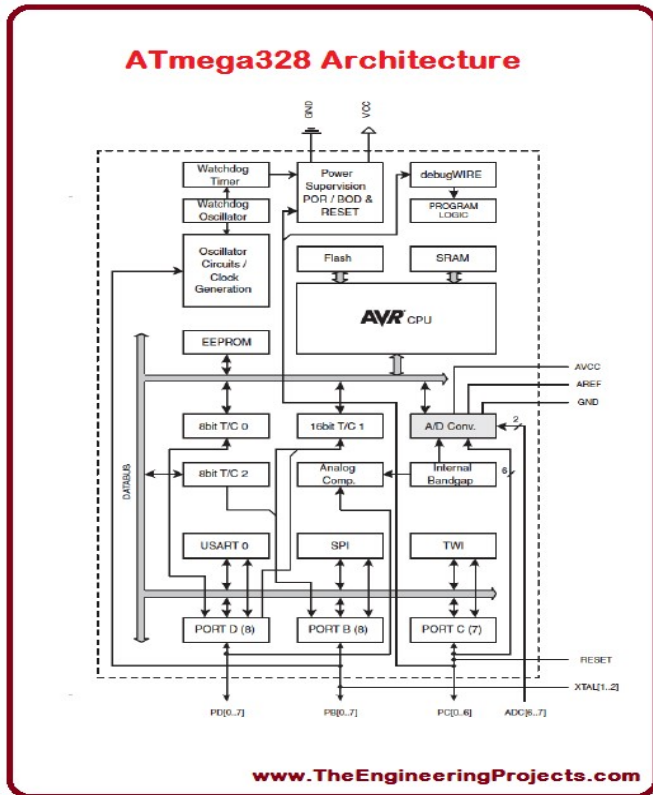 ATmega328 Architecture
GND
VCC
Watchdog
Timer
Power
Supervision
POR / BOD &
RESET
debugWIRE
Watchdog
Oscillator
PROGRAM
LOGIC
Oscillator
Circuits /
Clock
Generation
Flash
SRAM
AVR CPU
EEPROM
AVCC
AREF
GND
8bit T/C 0
16bit T/C 1
A/D Conv.
2
DATABUS
8bit T/C 2
Analog
Comp.
Internal
Bandgap
6
USART 0
SPI
TWI
PORT D (8)
PORT B (8)
PORT C (7)
RESET
XTAL[1..2]
PD[0..7]
PB[0..7]
PC[0..6]
ADC[6..7]
www.TheEngineeringProjects.com